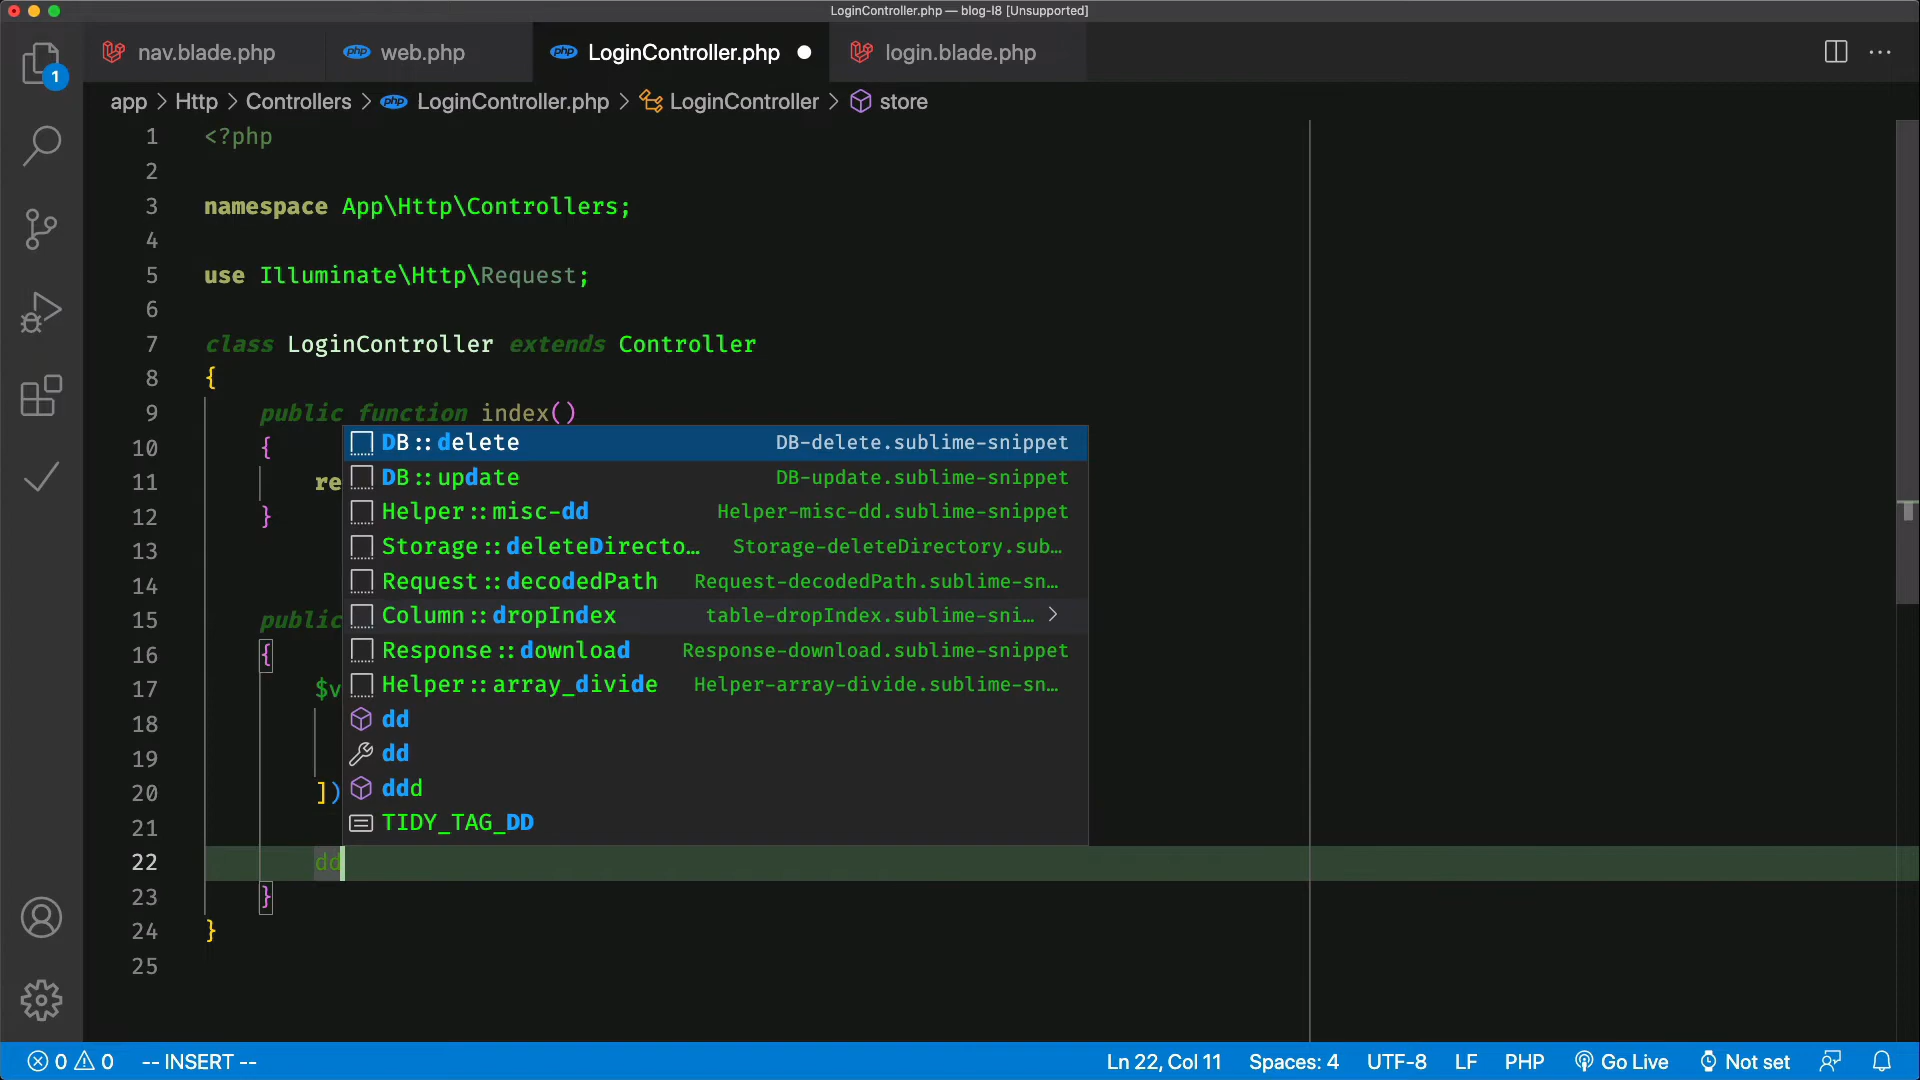 LoginController.php — blog-l8 [Unsupported]
nav.blade.php
php web.php
php LoginController.php
login.blade.php
1
app > Http > Controllers > php LoginController.php > LoginController > store
1 <?php
2
3 namespace App\Http\Controllers;
4
5 use Illuminate\Http\Request;
6
7 class LoginController extends Controller
8 {
9 public function index()
10 {
11 re
12 }
13
14
15 public
16 {
17 $v
18
19
20 ])
21
22 dd
23 }
24 }
25
DB::delete DB-delete.sublime-snippet
DB::update DB-update.sublime-snippet
Helper::misc-dd Helper-misc-dd.sublime-snippet
Storage::deleteDirecto… Storage-deleteDirectory.sub…
Request::decodedPath Request-decodedPath.sublime-sn…
Column::dropIndex table-dropIndex.sublime-sni… >
Response::download Response-download.sublime-snippet
Helper::array_divide Helper-array-divide.sublime-sn…
dd
dd
ddd
TIDY_TAG_DD
0 0 -- INSERT -- Ln 22, Col 11 Spaces: 4 UTF-8 LF PHP Go Live Not set